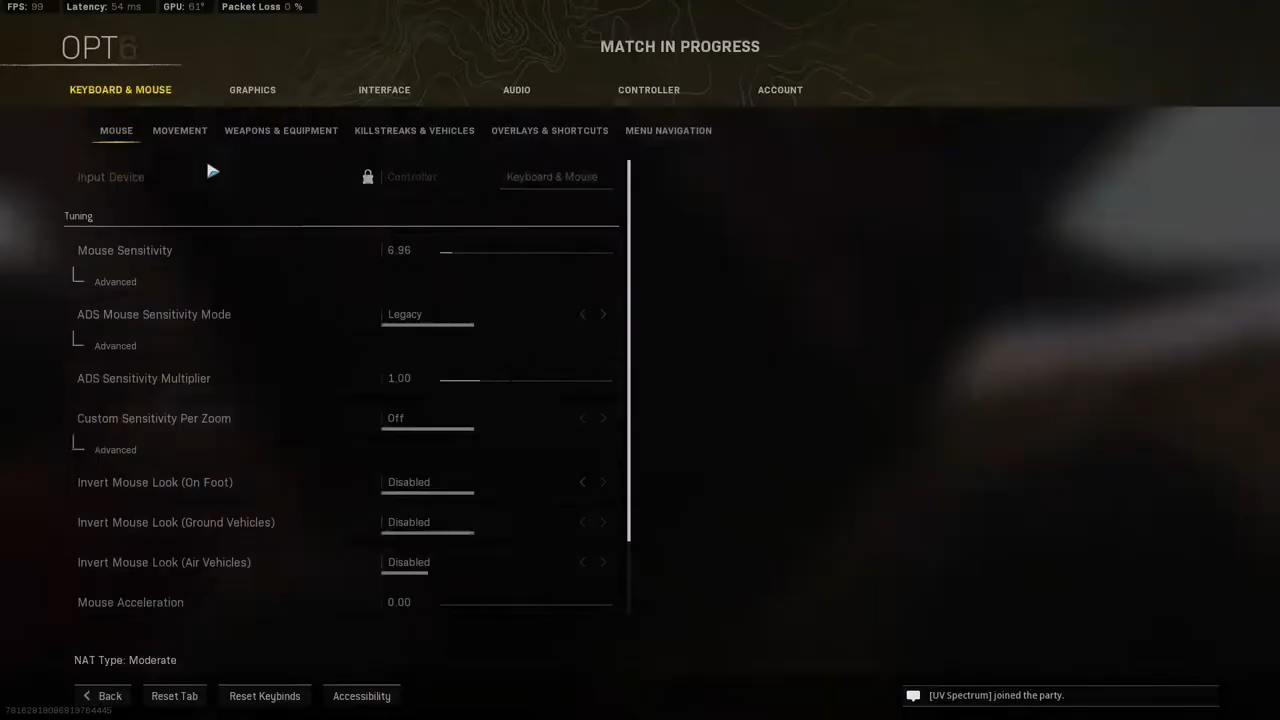 FPS: 99 Latency: 54 ms GPU: 61° Packet Loss 0 %
OPT
MATCH IN PROGRESS
KEYBOARD & MOUSE GRAPHICS INTERFACE AUDIO CONTROLLER ACCOUNT
MOUSE MOVEMENT WEAPONS & EQUIPMENT KILLSTREAKS & VEHICLES OVERLAYS & SHORTCUTS MENU NAVIGATION
Input Device Controller Keyboard & Mouse
Tuning
Mouse Sensitivity 6.96
Advanced
ADS Mouse Sensitivity Mode Legacy
Advanced
ADS Sensitivity Multiplier 1.00
Custom Sensitivity Per Zoom Off
Advanced
Invert Mouse Look (On Foot) Disabled
Invert Mouse Look (Ground Vehicles) Disabled
Invert Mouse Look (Air Vehicles) Disabled
Mouse Acceleration 0.00
NAT Type: Moderate
Back Reset Tab Reset Keybinds Accessibility
[UV Spectrum] joined the party.